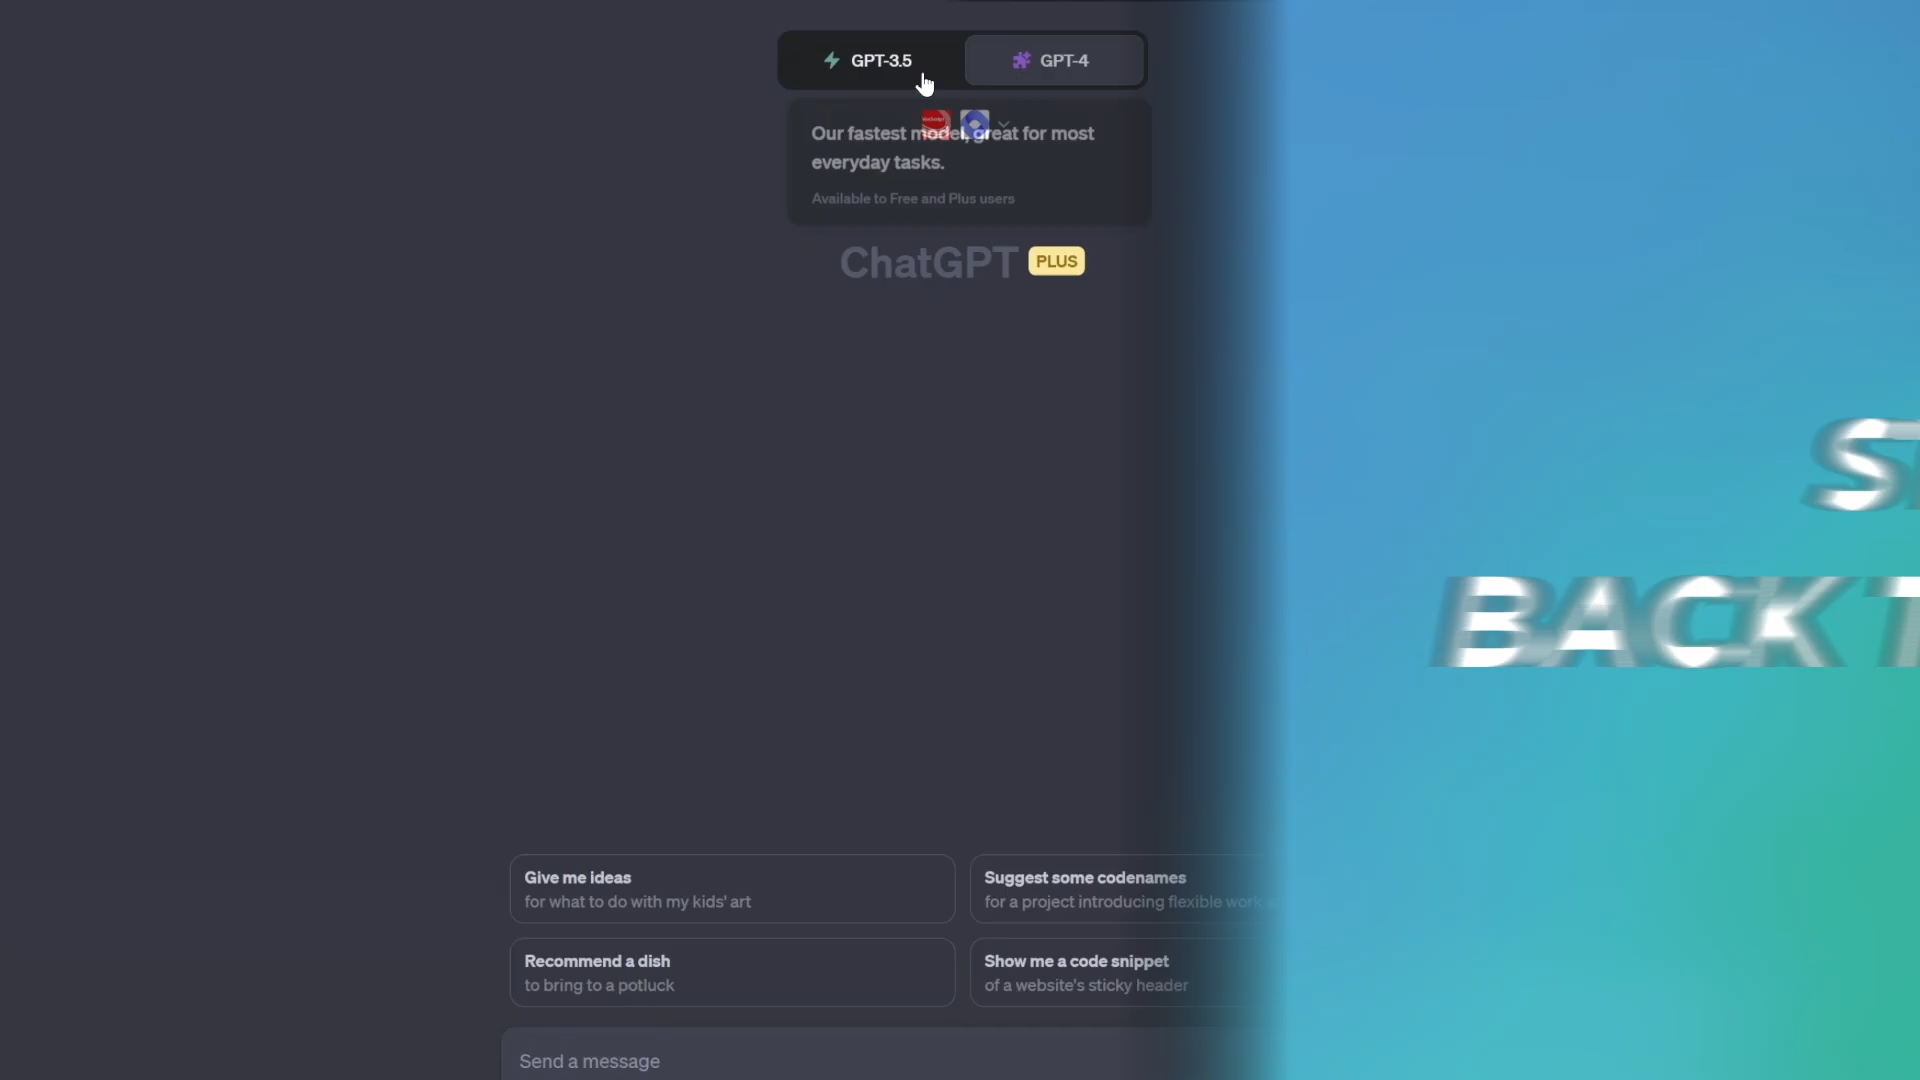 GPT-3.5
GPT-4
Our fastest model, great for most
everyday tasks.
Available to Free and Plus users
ChatGPT PLUS
Give me ideas
for what to do with my kids' art
Suggest some codenames
for a project introducing flexible work
Recommend a dish
to bring to a potluck
Show me a code snippet
of a website's sticky header
Send a message
BACK